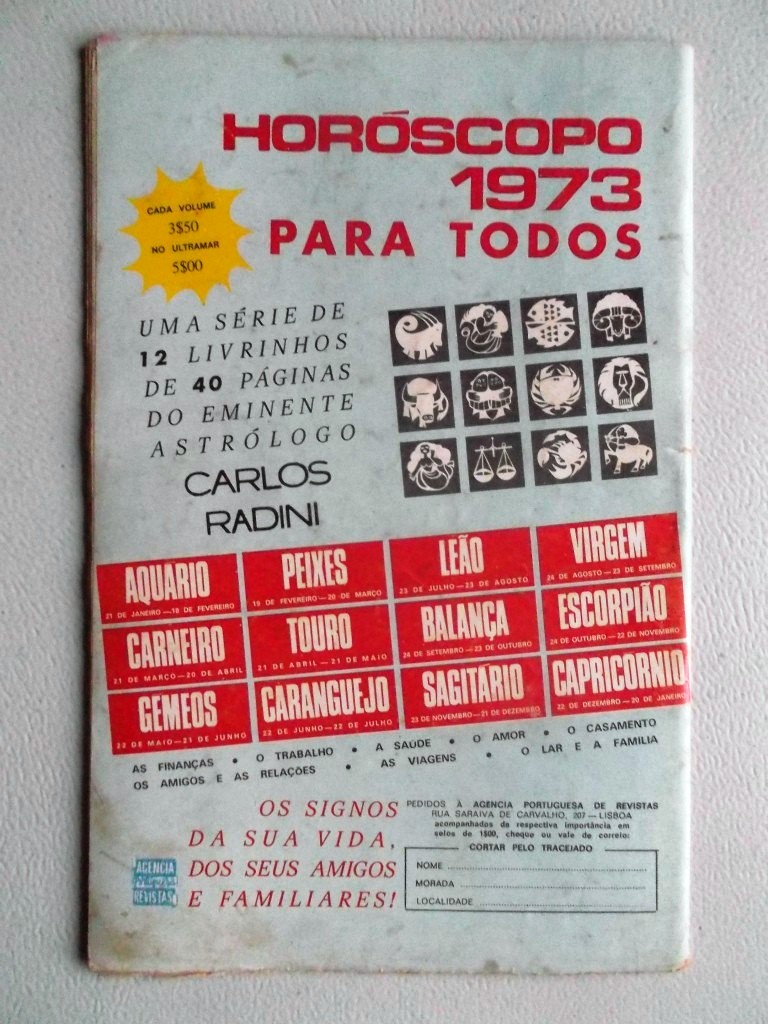 HORÓSCOPO
1973
PARA TODOS
CADA VOLUME
3$50
NO ULTRAMAR
5$00
UMA SÉRIE DE
12 LIVRINHOS
DE 40 PÁGINAS
DO EMINENTE
ASTRÓLOGO
CARLOS
RADINI
AQUARIO
21 DE JANEIRO—18 DE FEVEREIRO
PEIXES
19 DE FEVEREIRO—20 DE MARÇO
LEÃO
23 DE JULHO—23 DE AGOSTO
VIRGEM
24 DE AGOSTO—23 DE SETEMBRO
CARNEIRO
21 DE MARÇO—20 DE ABRIL
TOURO
21 DE ABRIL—21 DE MAIO
BALANÇA
24 DE SETEMBRO—23 DE OUTUBRO
ESCORPIÃO
24 DE OUTUBRO—22 DE NOVEMBRO
GEMEOS
22 DE MAIO—21 DE JUNHO
CARANGUEJO
22 DE JUNHO—22 DE JULHO
SAGITÁRIO
23 DE NOVEMBRO—21 DE DEZEMBRO
CAPRICORNIO
22 DE DEZEMBRO—20 DE JANEIRO
AS FINANÇAS • O TRABALHO • A SAÚDE • O AMOR • O CASAMENTO
OS AMIGOS E AS RELAÇÕES • AS VIAGENS • O LAR E A FAMILIA
OS SIGNOS
DA SUA VIDA,
DOS SEUS AMIGOS
E FAMILIARES!
AGENCIA
REVISTAS
PEDIDOS À AGENCIA PORTUGUESA DE REVISTAS
RUA SARAIVA DE CARVALHO, 207—LISBOA
acompanhados da respectiva importância em
selos de 1$00, cheque ou vale de correio:
CORTAR PELO TRACEJADO
NOME
MORADA
LOCALIDADE